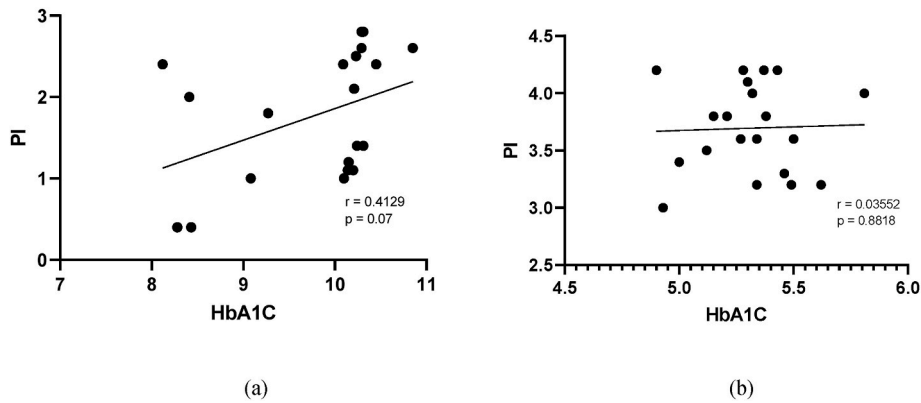 3
2
1
0
PI
7
8
9
10
11
HbA1C
r = 0.4129
p = 0.07
(a)
4.5
4.0
3.5
3.0
2.5
PI
4.5
5.0
5.5
6.0
HbA1C
r = 0.03552
p = 0.8818
(b)